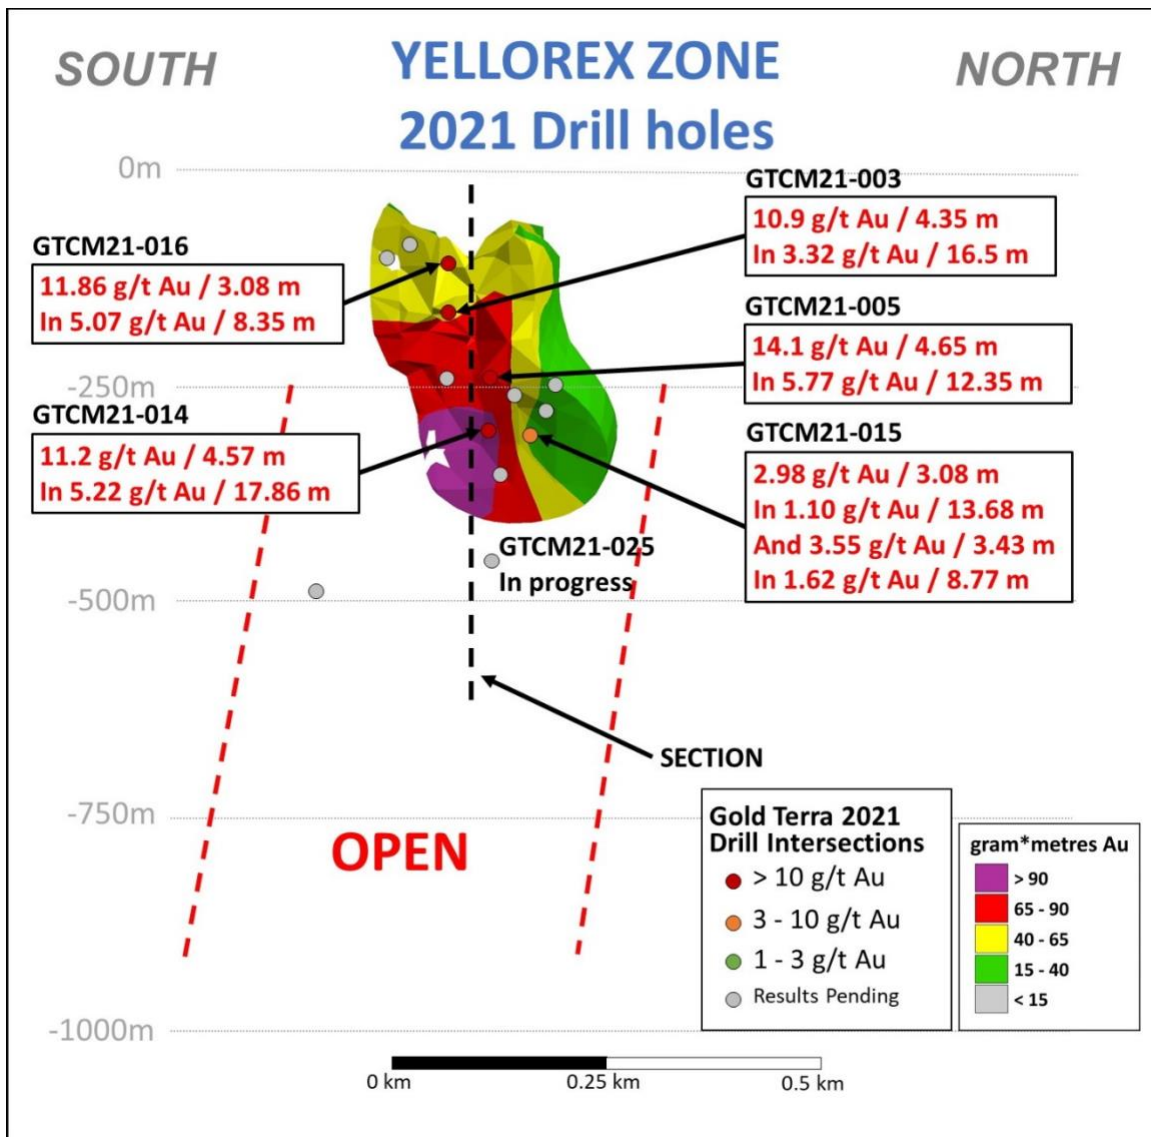 SOUTH
YELLOREX ZONE
NORTH
2021 Drill holes
0m
GTCM21-003
10.9 g/t Au / 4.35 m
In 3.32 g/t Au / 16.5 m
GTCM21-016
11.86 g/t Au / 3.08 m
In 5.07 g/t Au / 8.35 m
GTCM21-005
14.1 g/t Au / 4.65 m
In 5.77 g/t Au / 12.35 m
-250m
GTCM21-014
11.2 g/t Au / 4.57 m
In 5.22 g/t Au / 17.86 m
GTCM21-015
2.98 g/t Au / 3.08 m
In 1.10 g/t Au / 13.68 m
And 3.55 g/t Au / 3.43 m
In 1.62 g/t Au / 8.77 m
GTCM21-025
In progress
-500m
SECTION
-750m
OPEN
Gold Terra 2021
Drill Intersections
> 10 g/t Au
3 - 10 g/t Au
1 - 3 g/t Au
Results Pending
gram*metres Au
> 90
65 - 90
40 - 65
15 - 40
< 15
-1000m
0 km
0.25 km
0.5 km